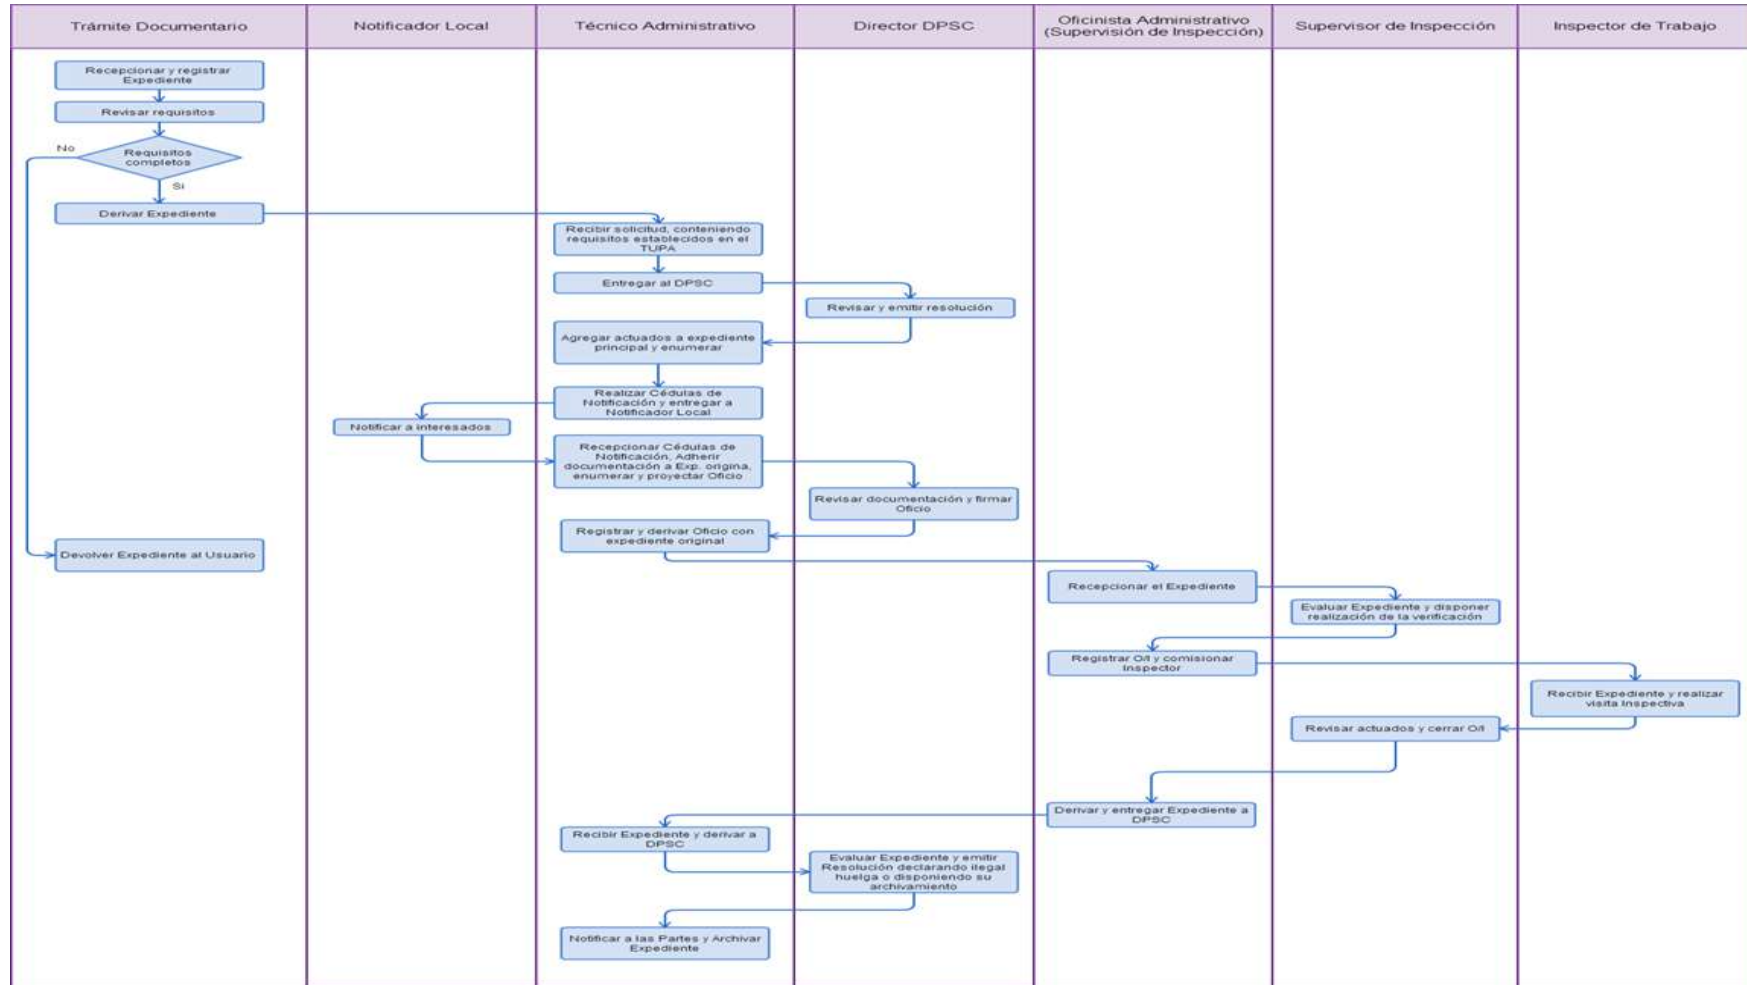 Trámite Documentario
Notificador Local
Técnico Administrativo
Director DPSC
Oficinista Administrativo
(Supervisión de Inspección)
Supervisor de Inspección
Inspector de Trabajo
Recepcionar y registrar
Expediente
Revisar requisitos
Requisitos
completos
No
Si
Derivar Expediente
Recibir solicitud, conteniendo
requisitos establecidos en el
TUPA
Entregar al DPSC
Revisar y emitir resolución
Agregar actuados a expediente
principal y enumerar
Realizar Cédulas de
Notificación y entregar a
Notificador Local
Notificar a interesados
Recepcionar Cédulas de
Notificación, Adherir
documentación a Exp. origina,
enumerar y proyectar Oficio
Revisar documentación y firmar
Oficio
Registrar y derivar Oficio con
expediente original
Devolver Expediente al Usuario
Recepcionar el Expediente
Evaluar Expediente y disponer
realización de la verificación
Registrar O/I y comisionar
Inspector
Recibir Expediente y realizar
visita Inspectiva
Revisar actuados y cerrar O/I
Derivar y entregar Expediente a
DPSC
Recibir Expediente y derivar a
DPSC
Evaluar Expediente y emitir
Resolución declarando ilegal
huelga o disponiendo su
archivamiento
Notificar a las Partes y Archivar
Expediente